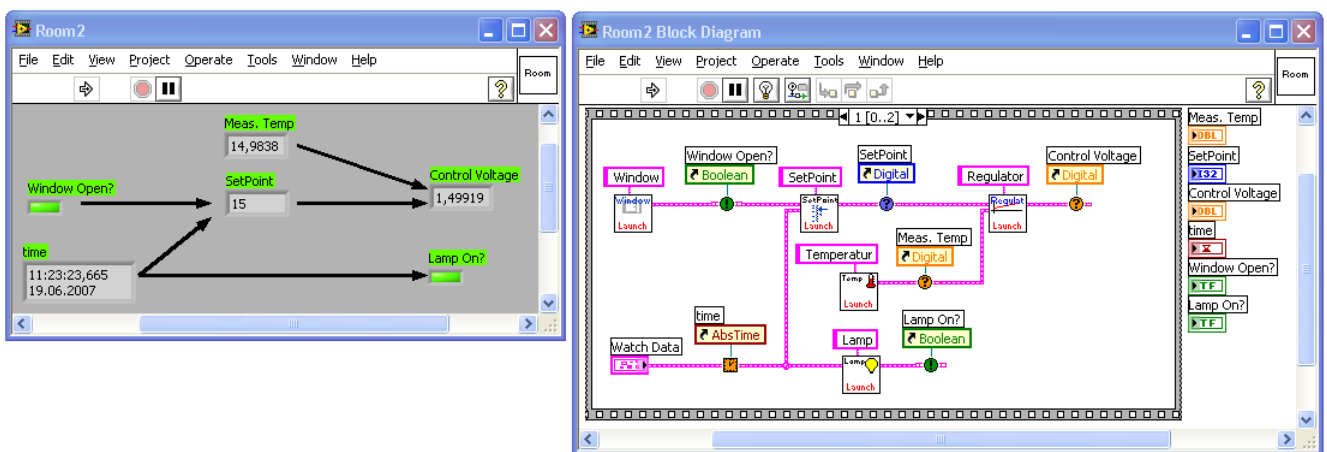 Room2
File Edit View Project Operate Tools Window Help
Room
Meas. Temp
14,9838
Window Open?
SetPoint
15
Control Voltage
1,49919
time
11:23:23,665
19.06.2007
Lamp On?
Room2 Block Diagram
File Edit View Project Operate Tools Window Help
Room
1 [0..2]
Window
Window
Launch
Window Open?
Boolean
SetPoint
SetPoint
Launch
SetPoint
Digital
Regulator
Regulat
Launch
Control Voltage
Digital
Temperatur
Temp
Launch
Meas. Temp
Digital
time
AbsTime
Watch Data
Lamp
Lamp
Launch
Lamp On?
Boolean
Meas. Temp
DBL
SetPoint
I32
Control Voltage
DBL
time
Window Open?
TF
Lamp On?
TF